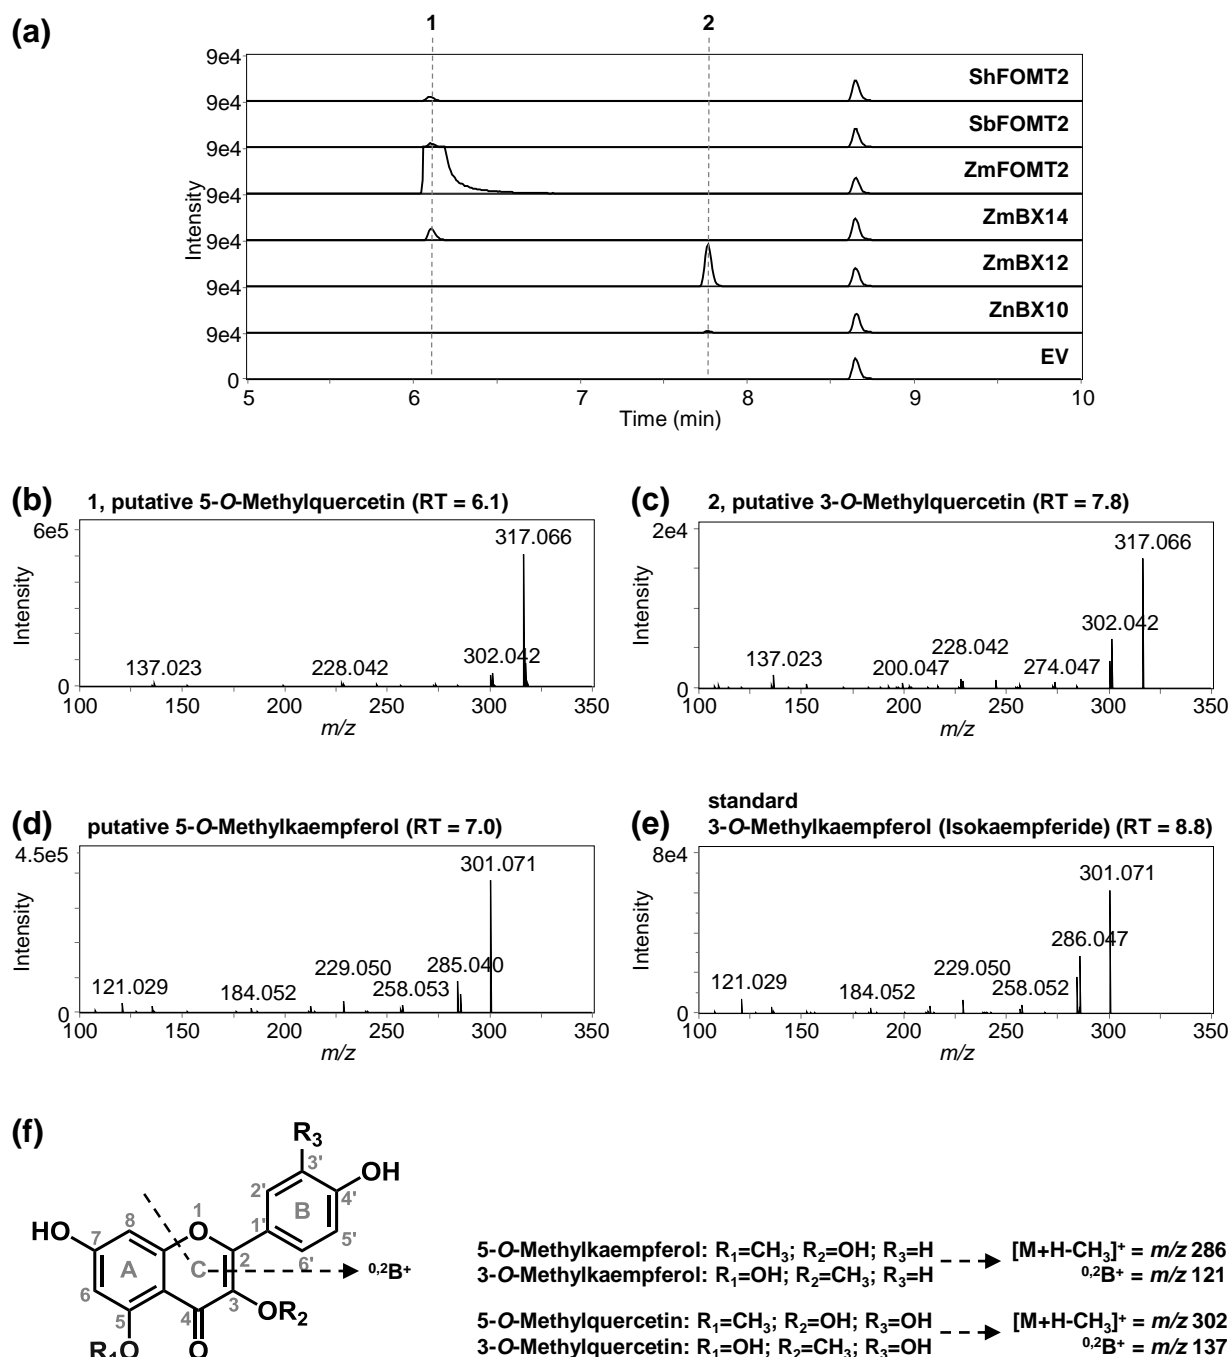 (a)
1 2
9e4
ShFOMT2
9e4
SbFOMT2
9e4
ZmFOMT2
9e4
ZmBX14
9e4
ZmBX12
9e4
ZnBX10
9e4
EV
0
Intensity
5 6 7 8 9 10
Time (min)
(b) 1, putative 5-O-Methylquercetin (RT = 6.1)
6e5
317.066
302.042
228.042
137.023
0
Intensity
100 150 200 250 300 350
m/z
(c) 2, putative 3-O-Methylquercetin (RT = 7.8)
2e4
317.066
302.042
228.042
274.047
200.047
137.023
0
Intensity
100 150 200 250 300 350
m/z
(d) putative 5-O-Methylkaempferol (RT = 7.0)
4.5e5
301.071
285.040
229.050
258.053
184.052
121.029
0
Intensity
100 150 200 250 300 350
m/z
(e) standard
3-O-Methylkaempferol (Isokaempferide) (RT = 8.8)
8e4
301.071
286.047
229.050
258.052
184.052
121.029
0
Intensity
100 150 200 250 300 350
m/z
(f)
R3
3'
OH
2' 4'
B
1' 5'
6'
HO
7 8 1
O
A C 2
0,2B+
6 3
5 4
OR2
R1O O
5-O-Methylkaempferol: R1=CH3; R2=OH; R3=H [M+H-CH3]+ = m/z 286
3-O-Methylkaempferol: R1=OH; R2=CH3; R3=H 0,2B+ = m/z 121
5-O-Methylquercetin: R1=CH3; R2=OH; R3=OH [M+H-CH3]+ = m/z 302
3-O-Methylquercetin: R1=OH; R2=CH3; R3=OH 0,2B+ = m/z 137